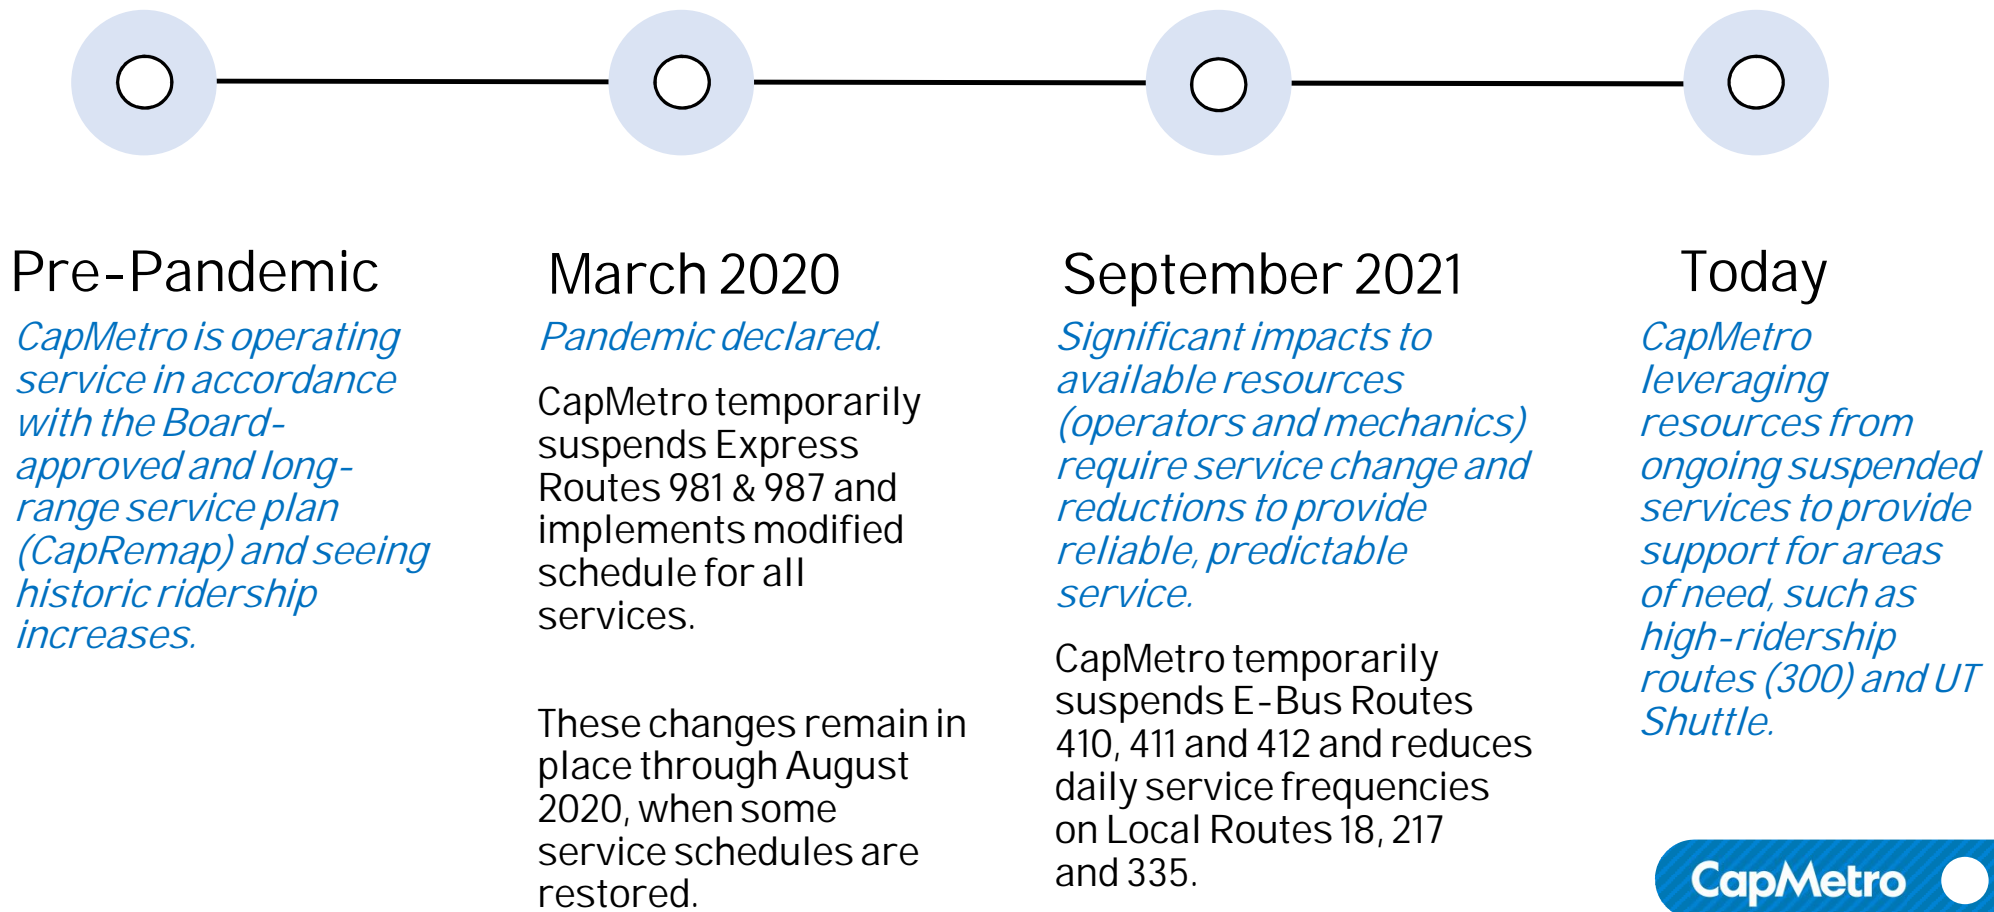 Pre-Pandemic
CapMetro is operating
service in accordance
with the Board-
approved and long-
range service plan
(CapRemap) and seeing
historic ridership
increases.
March 2020
Pandemic declared.
CapMetro temporarily
suspends Express
Routes 981 & 987 and
implements modified
schedule for all
services.
These changes remain in
place through August
2020, when some
service schedules are
restored.
September 2021
Significant impacts to
available resources
(operators and mechanics)
require service change and
reductions to provide
reliable, predictable
service.
CapMetro temporarily
suspends E-Bus Routes
410, 411 and 412 and reduces
daily service frequencies
on Local Routes 18, 217
and 335.
Today
CapMetro
leveraging
resources from
ongoing suspended
services to provide
support for areas
of need, such as
high-ridership
routes (300) and UT
Shuttle.
CapMetro